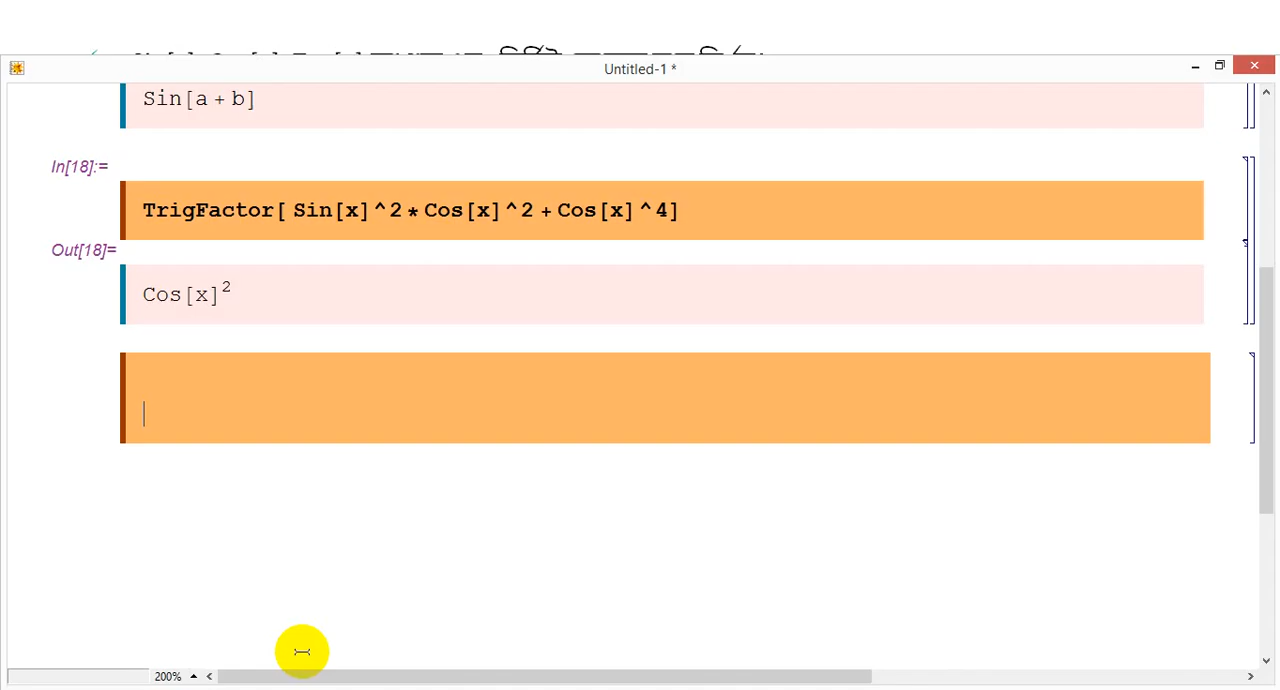 Untitled-1 *
Sin[a + b]
In[18]:=
TrigFactor[ Sin[x]^2*Cos[x]^2+Cos[x]^4]
Out[18]=
Cos[x]²
200%